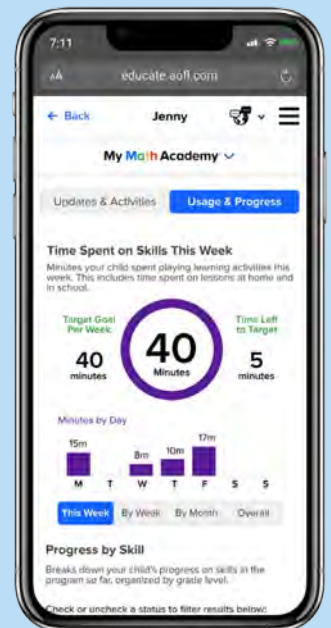 7:11
AA
educate.aofl.com
← Back
Jenny
My Math Academy
Updates & Activities
Usage & Progress
Time Spent on Skills This Week
Minutes your child spent playing learning activities this
week. This includes time spent on lessons at home and
in school.
Target Goal
Per Week
40
minutes
40
Minutes
Time Left
to Target
5
minutes
Minutes by Day
15m
8m
10m
17m
M T W T F S S
This Week
By Week
By Month
Overall
Progress by Skill
Breaks down your child's progress on skills in the
program so far, organized by grade level.
Check or uncheck a status to filter results below: